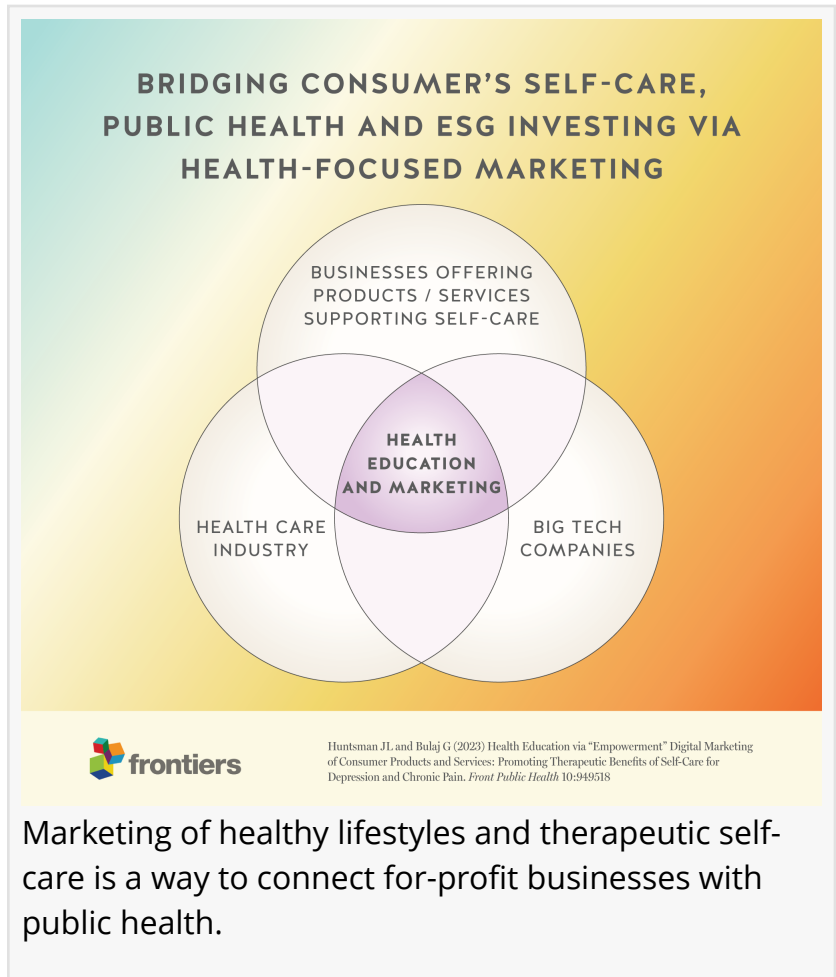 BRIDGING CONSUMER'S SELF-CARE,
PUBLIC HEALTH AND ESG INVESTING VIA
HEALTH-FOCUSED MARKETING
BUSINESSES OFFERING
PRODUCTS / SERVICES
SUPPORTING SELF-CARE
HEALTH
EDUCATION
AND MARKETING
HEALTH CARE
INDUSTRY
BIG TECH
COMPANIES
frontiers
Huntsman JL and Bulaj G (2023) Health Education via “Empowerment” Digital Marketing
of Consumer Products and Services: Promoting Therapeutic Benefits of Self-Care for
Depression and Chronic Pain. Front Public Health 10:949518
Marketing of healthy lifestyles and therapeutic self-
care is a way to connect for-profit businesses with
public health.